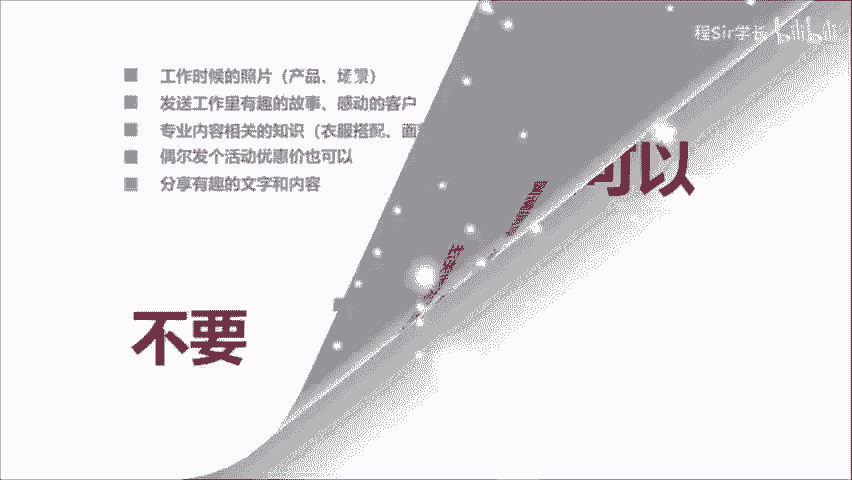 程Sir学长 bilibili
工作时候的照片（产品、场景）
发送工作里有趣的故事、感动的客户
专业内容相关的知识（衣服搭配、面
偶尔发个活动优惠价也可以
分享有趣的文字和内容
可以
不要